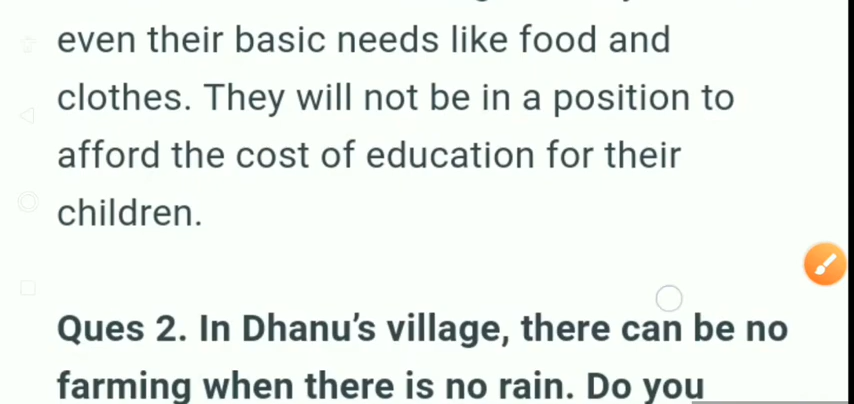 even their basic needs like food and
clothes. They will not be in a position to
afford the cost of education for their
children.
Ques 2. In Dhanu’s village, there can be no
farming when there is no rain. Do you